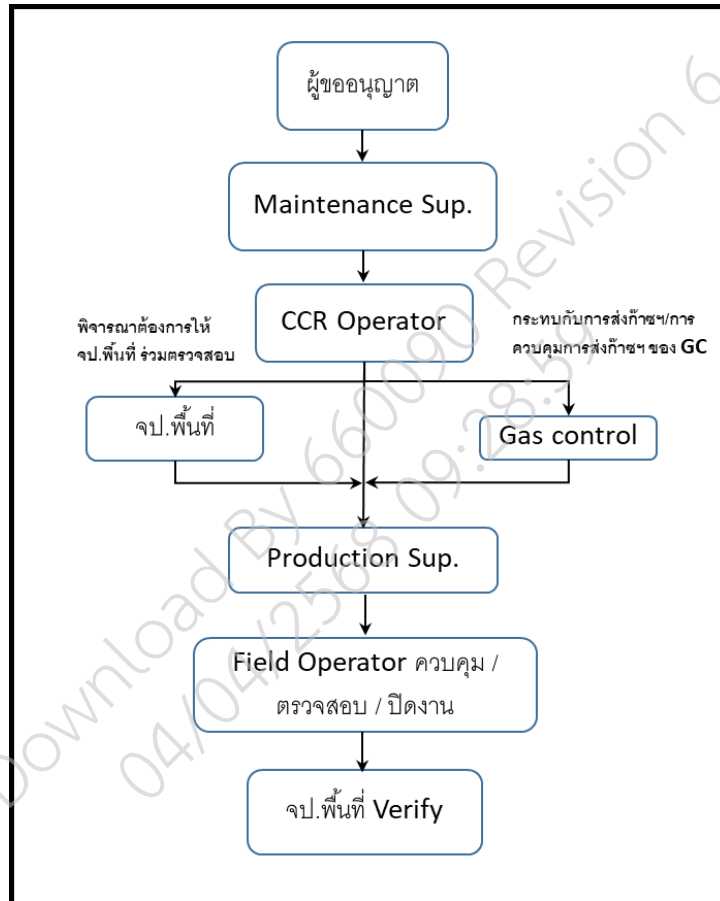 ผู้ขออนุญาต
Maintenance Sup.
CCR Operator
พิจารณาต้องการให้
จป.พื้นที่ ร่วมตรวจสอบ
กระทบกับการส่งก๊าซฯ/การ
ควบคุมการส่งก๊าซฯ ของ GC
จป.พื้นที่
Gas control
Production Sup.
Field Operator ควบคุม /
ตรวจสอบ / ปิดงาน
จป.พื้นที่ Verify
Download By 660090 Revision 6
04/04/2568 09:28:59